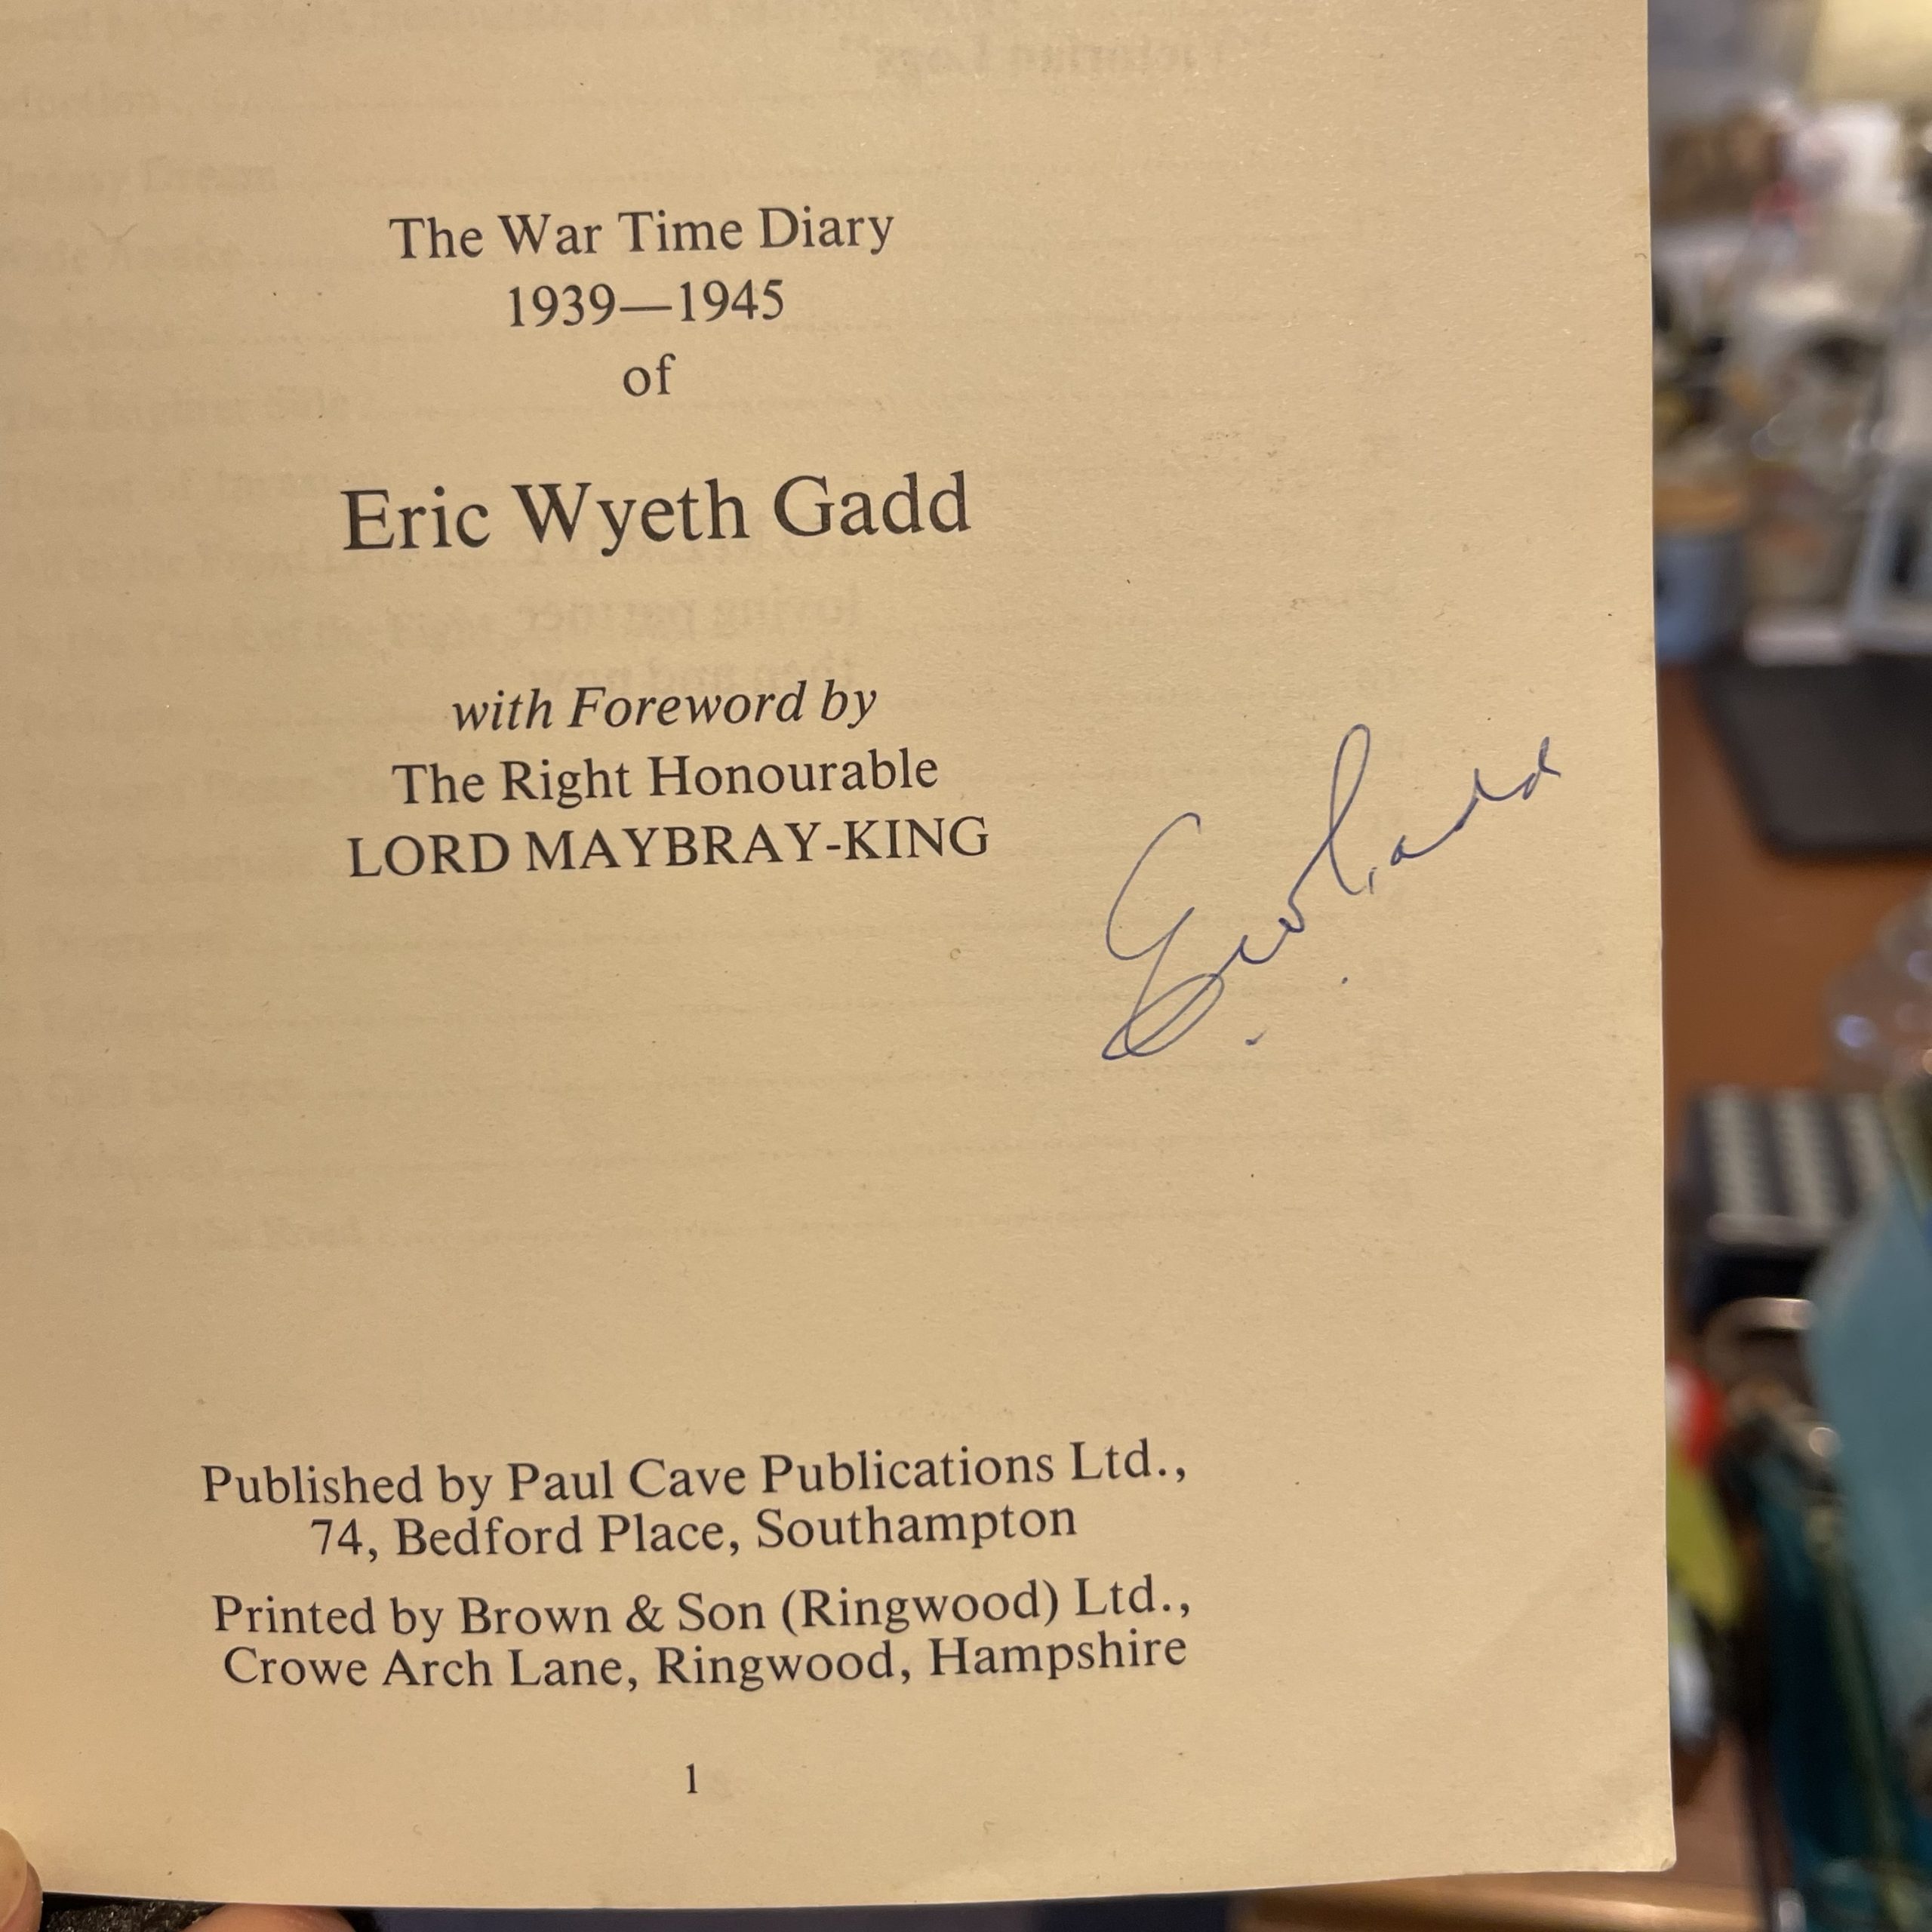 The War Time Diary
1939—1945
of
Eric Wyeth Gadd
with Foreword by
The Right Honourable
LORD MAYBRAY-KING
E.W. Gadd
Published by Paul Cave Publications Ltd.,
74, Bedford Place, Southampton
Printed by Brown & Son (Ringwood) Ltd.,
Crowe Arch Lane, Ringwood, Hampshire
1